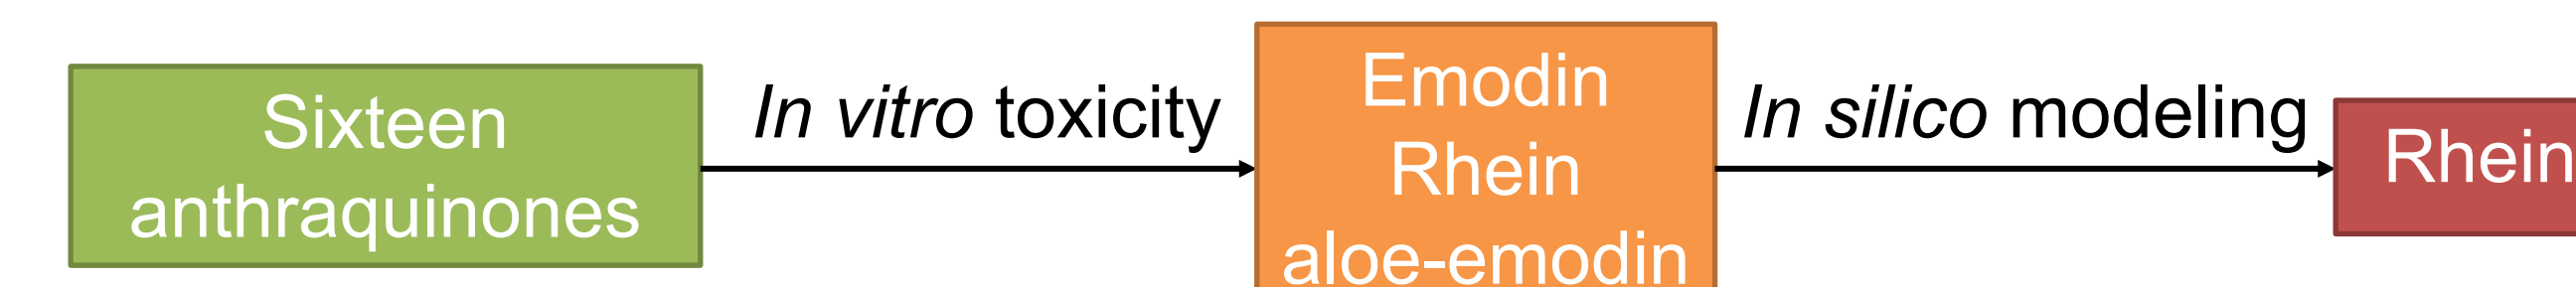 Sixteen
anthraquinones
In vitro toxicity
Emodin
Rhein
aloe-emodin
In silico modeling
Rhein